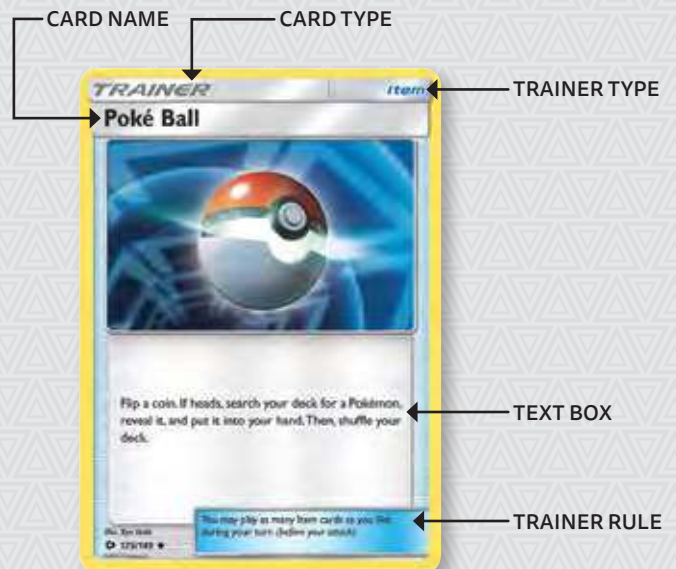 CARD NAME
CARD TYPE
TRAINER
Item
TRAINER TYPE
Poké Ball
Flip a coin. If heads, search your deck for a Pokémon,
reveal it, and put it into your hand. Then, shuffle your
deck.
TEXT BOX
You may play as many Item cards as you like
during your turn (before your attack).
TRAINER RULE
125/149